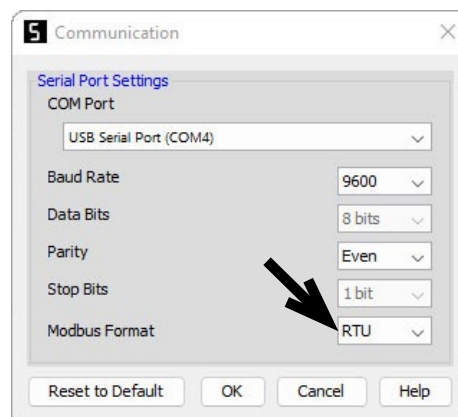 5 Communication
Serial Port Settings
COM Port
USB Serial Port (COM4)
Baud Rate 9600
Data Bits 8 bits
Parity Even
Stop Bits 1 bit
Modbus Format RTU
Reset to Default OK Cancel Help